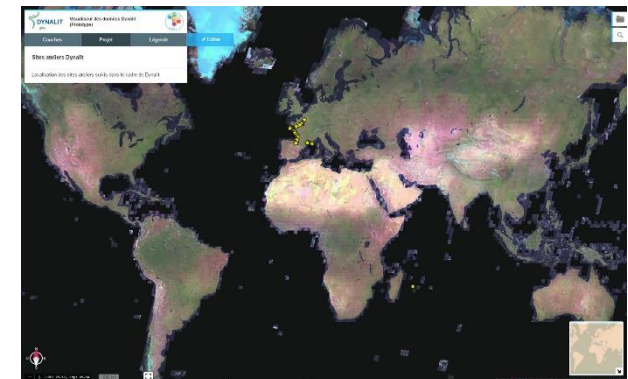 DYNALIT
Visualiseur des données Dynalit
(Prototype)
Couches Projet Légende
Sites ateliers Dynalit
Localisation des sites ateliers suivis dans le cadre de Dynalit